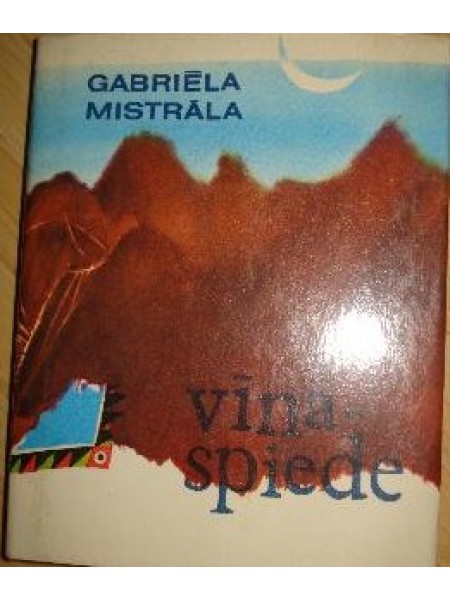 GABRIĒLA
MISTRĀLA
vīna-
spiede